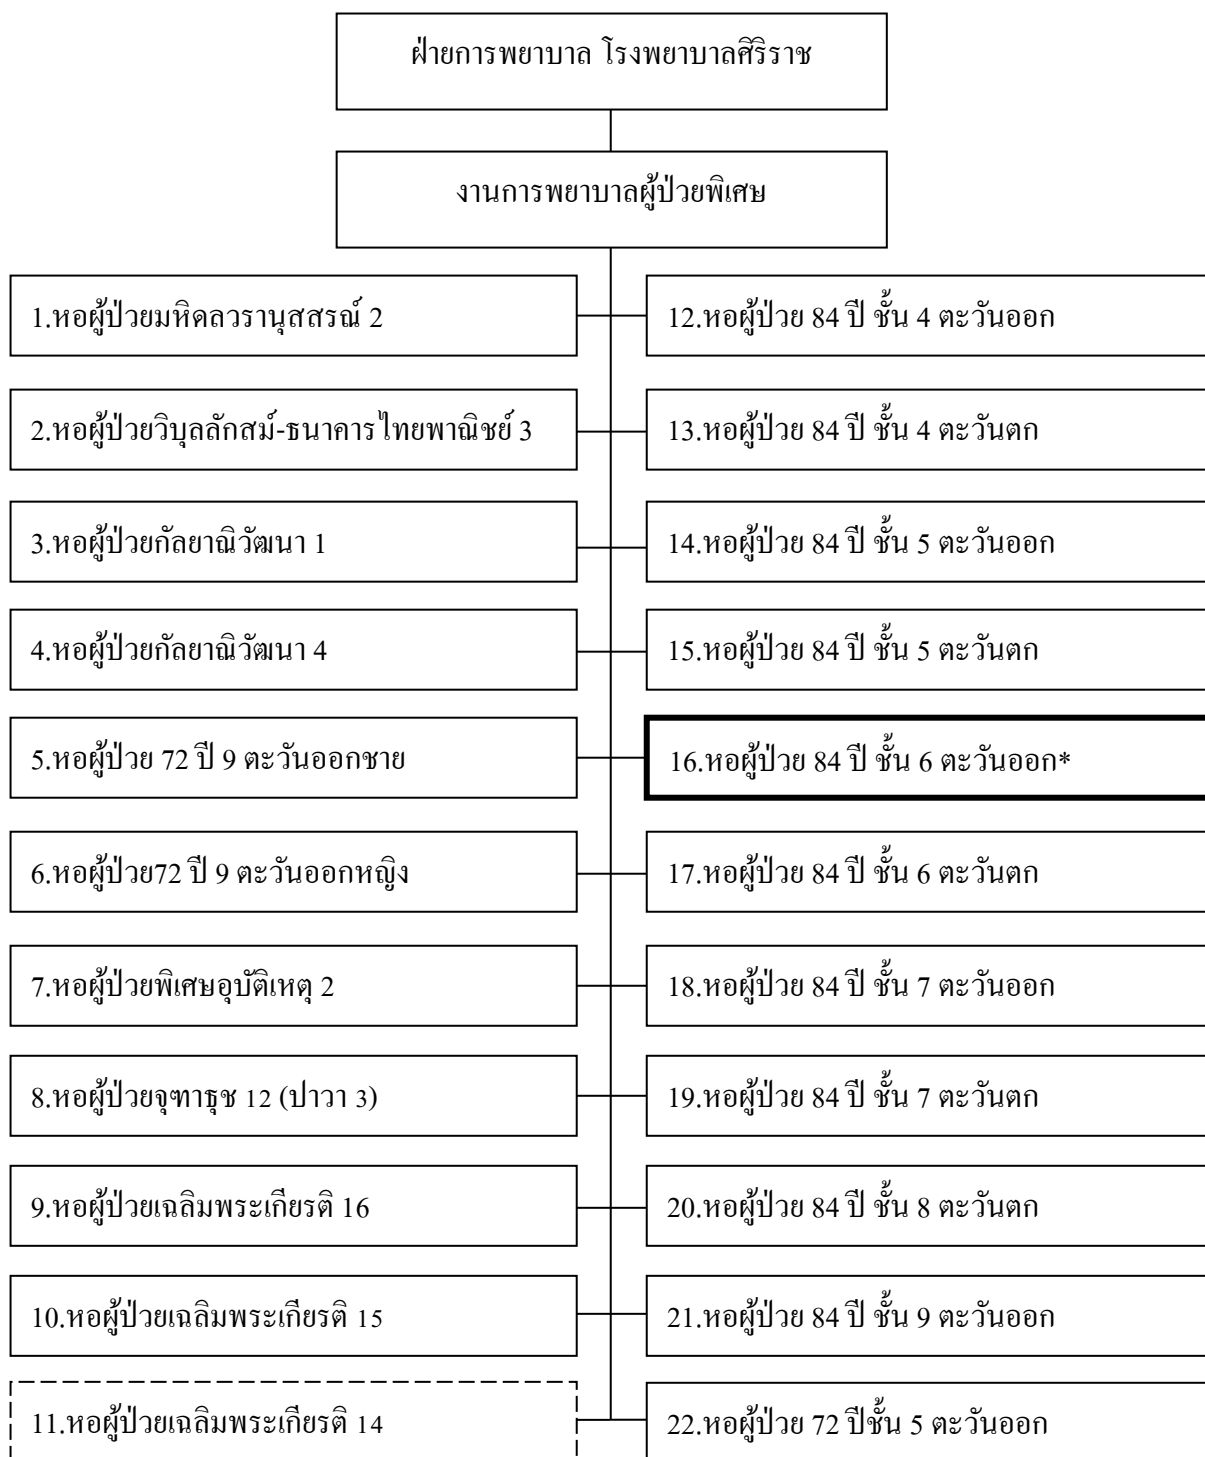 ฝ่ายการพยาบาล โรงพยาบาลศิริราช
งานการพยาบาลผู้ป่วยพิเศษ
1.หอผู้ป่วยมหิดลวรานุสสรณ์ 2
2.หอผู้ป่วยวิบุลลักสม์-ธนาคารไทยพาณิชย์ 3
3.หอผู้ป่วยกัลยาณิวัฒนา 1
4.หอผู้ป่วยกัลยาณิวัฒนา 4
5.หอผู้ป่วย 72 ปี 9 ตะวันออกชาย
6.หอผู้ป่วย72 ปี 9 ตะวันออกหญิง
7.หอผู้ป่วยพิเศษอุบัติเหตุ 2
8.หอผู้ป่วยจุฑาธุช 12 (ปาวา 3)
9.หอผู้ป่วยเฉลิมพระเกียรติ 16
10.หอผู้ป่วยเฉลิมพระเกียรติ 15
11.หอผู้ป่วยเฉลิมพระเกียรติ 14
12.หอผู้ป่วย 84 ปี ชั้น 4 ตะวันออก
13.หอผู้ป่วย 84 ปี ชั้น 4 ตะวันตก
14.หอผู้ป่วย 84 ปี ชั้น 5 ตะวันออก
15.หอผู้ป่วย 84 ปี ชั้น 5 ตะวันตก
16.หอผู้ป่วย 84 ปี ชั้น 6 ตะวันออก*
17.หอผู้ป่วย 84 ปี ชั้น 6 ตะวันตก
18.หอผู้ป่วย 84 ปี ชั้น 7 ตะวันออก
19.หอผู้ป่วย 84 ปี ชั้น 7 ตะวันตก
20.หอผู้ป่วย 84 ปี ชั้น 8 ตะวันตก
21.หอผู้ป่วย 84 ปี ชั้น 9 ตะวันออก
22.หอผู้ป่วย 72 ปีชั้น 5 ตะวันออก